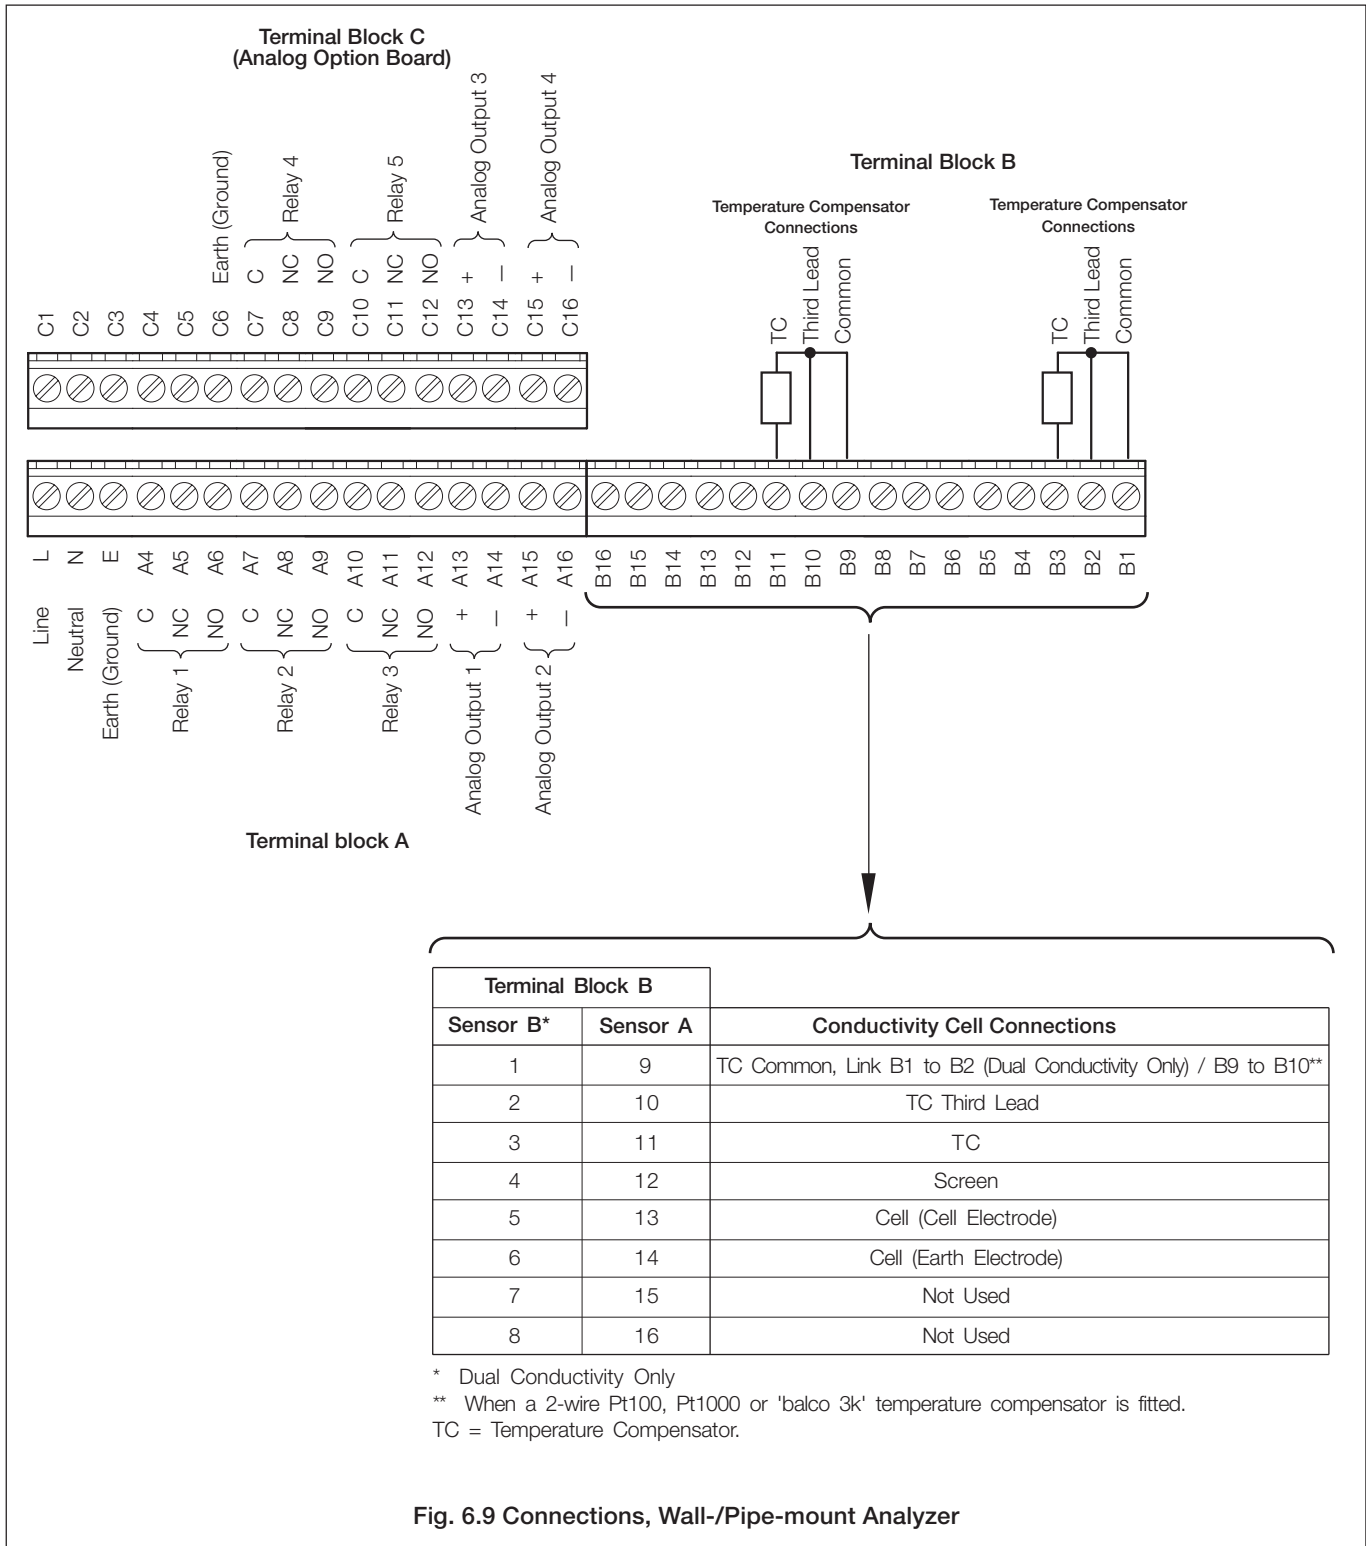 Terminal Block C
(Analog Option Board)
C1
C2
C3
C4
C5
C6 Earth (Ground)
C7 C
C8 NC
C9 NO
Relay 4
C10 C
C11 NC
C12 NO
Relay 5
C13 +
C14 –
Analog Output 3
C15 +
C16 –
Analog Output 4
Terminal Block B
Temperature Compensator
Connections
TC
Third Lead
Common
Temperature Compensator
Connections
TC
Third Lead
Common
L Line
N Neutral
E Earth (Ground)
A4 C
A5 NC
A6 NO
Relay 1
A7 C
A8 NC
A9 NO
Relay 2
A10 C
A11 NC
A12 NO
Relay 3
A13 +
A14 –
Analog Output 1
A15 +
A16 –
Analog Output 2
B16
B15
B14
B13
B12
B11
B10
B9
B8
B7
B6
B5
B4
B3
B2
B1
Terminal block A
Terminal Block B
Sensor B* Sensor A Conductivity Cell Connections
1 9 TC Common, Link B1 to B2 (Dual Conductivity Only) / B9 to B10**
2 10 TC Third Lead
3 11 TC
4 12 Screen
5 13 Cell (Cell Electrode)
6 14 Cell (Earth Electrode)
7 15 Not Used
8 16 Not Used
* Dual Conductivity Only
** When a 2-wire Pt100, Pt1000 or 'balco 3k' temperature compensator is fitted.
TC = Temperature Compensator.
Fig. 6.9 Connections, Wall-/Pipe-mount Analyzer